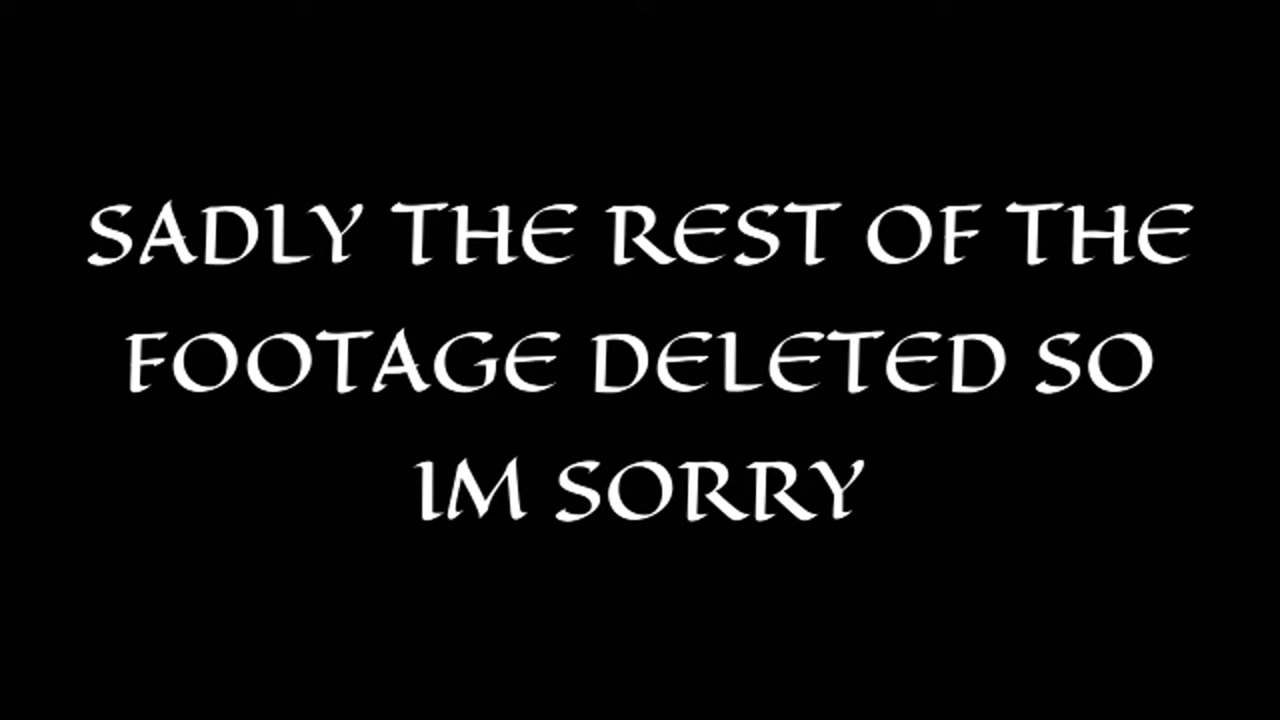 SADLY THE REST OF THE
FOOTAGE DELETED SO
IM SORRY